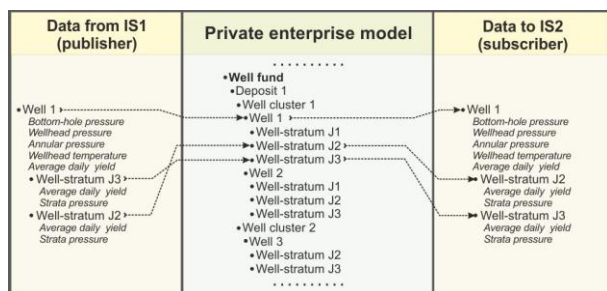 Data from IS1
(publisher)
•Well 1
Bottom-hole pressure
Wellhead pressure
Annular pressure
Wellhead temperature
Average daily yield
•Well-stratum J3
Average daily yield
Strata pressure
•Well-stratum J2
Average daily yield
Strata pressure
Private enterprise model
..........
•Well fund
•Deposit 1
•Well cluster 1
•Well 1
•Well-stratum J1
•Well-stratum J2
•Well-stratum J3
•Well 2
•Well-stratum J1
•Well-stratum J2
•Well-stratum J3
•Well cluster 2
•Well 3
•Well-stratum J2
•Well-stratum J3
..........
Data to IS2
(subscriber)
•Well 1
Bottom-hole pressure
Wellhead pressure
Annular pressure
Wellhead temperature
Average daily yield
•Well-stratum J2
Average daily yield
Strata pressure
•Well-stratum J3
Average daily yield
Strata pressure